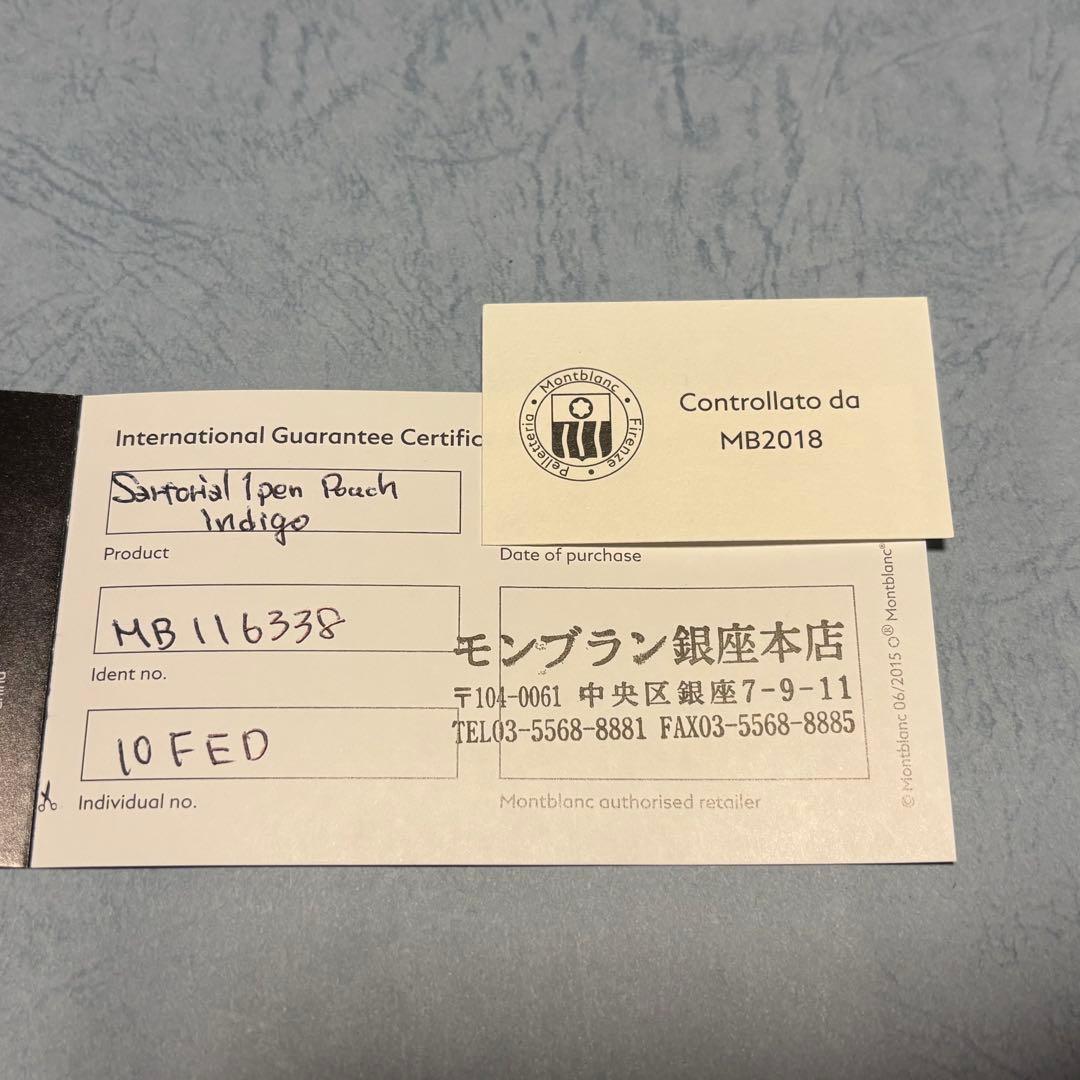 International Guarantee Certific
Sartorial 1 pen Pouch
Indigo
Product
MB116338
Ident no.
10FED
Individual no.
Montblanc
Firenze
Pelletteria
Controllato da
MB2018
Date of purchase
モンブラン銀座本店
〒104-0061 中央区銀座7-9-11
TEL03-5568-8881 FAX03-5568-8885
Montblanc authorised retailer
© Montblanc 06/2015 O® Montblanc®